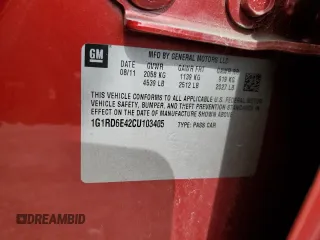 GM
MFD BY GENERAL MOTORS LLC
DATE GVWR GAWR FRT GAWR RR
08/11 2058 KG 1139 KG 919 KG
4539 LB 2512 LB 2027 LB
THIS VEHICLE CONFORMS TO ALL APPLICABLE U.S. FEDERAL MOTOR VEHICLE
SAFETY, BUMPER, AND THEFT PREVENTION STANDARDS IN
EFFECT ON THE DATE OF MANUFACTURE SHOWN ABOVE.
1G1RD6E42CU103405 TYPE: PASS CAR
DREAMBID